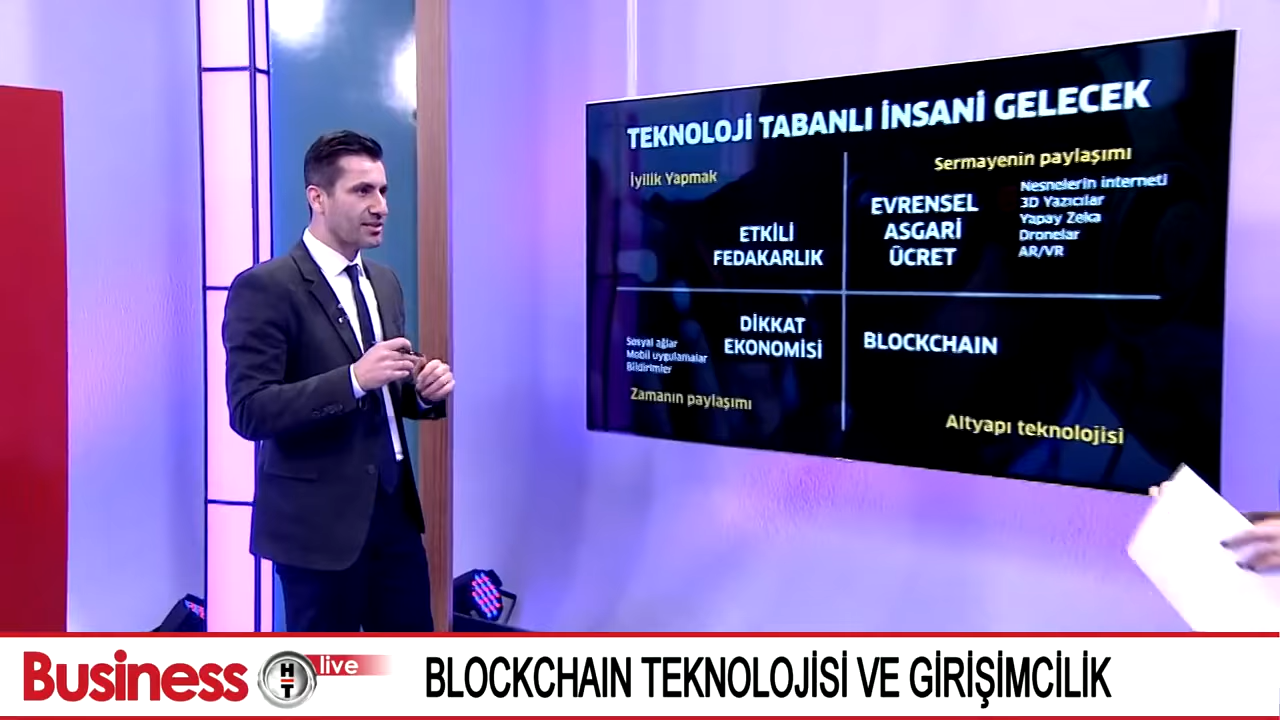 TEKNOLOJİ TABANLI İNSANİ GELECEK
İyilik Yapmak
ETKİLİ
FEDAKARLIK
Sermayenin paylaşımı
EVRENSEL
ASGARİ
ÜCRET
Nesnelerin interneti
3D Yazıcılar
Yapay Zeka
Dronelar
AR/VR
DİKKAT
EKONOMİSİ
Sosyal ağlar
Mobil uygulamalar
Bildirimler
Zamanın paylaşımı
BLOCKCHAIN
Altyapı teknolojisi
Business HT live
BLOCKCHAIN TEKNOLOJİSİ VE GİRİŞİMCİLİK